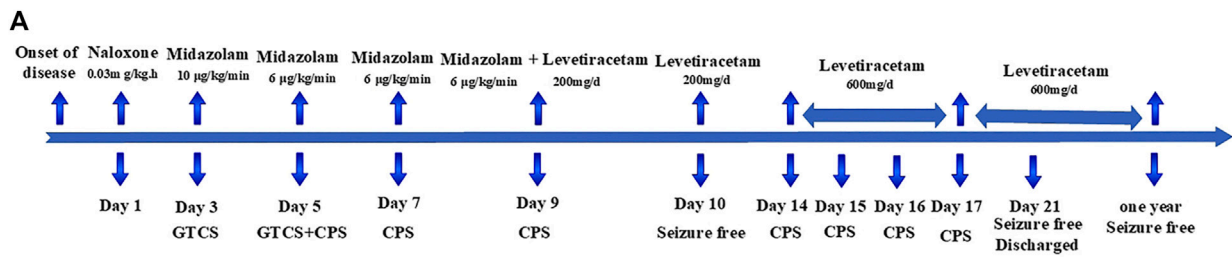 A
Onset of
disease
Naloxone
0.03m g/kg.h
Midazolam
10 μg/kg/min
Midazolam
6 μg/kg/min
Midazolam
6 μg/kg/min
Midazolam + Levetiracetam
6 μg/kg/min 200mg/d
Levetiracetam
200mg/d
Levetiracetam
600mg/d
Levetiracetam
600mg/d
Day 1
Day 3
GTCS
Day 5
GTCS+CPS
Day 7
CPS
Day 9
CPS
Day 10
Seizure free
Day 14
CPS
Day 15
CPS
Day 16
CPS
Day 17
CPS
Day 21
Seizure free
Discharged
one year
Seizure free